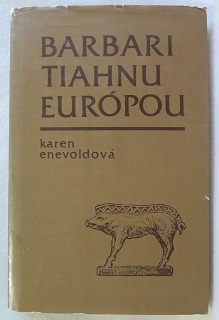 BARBARI
TIAHNU
EURÓPOU
karen
enevoldová